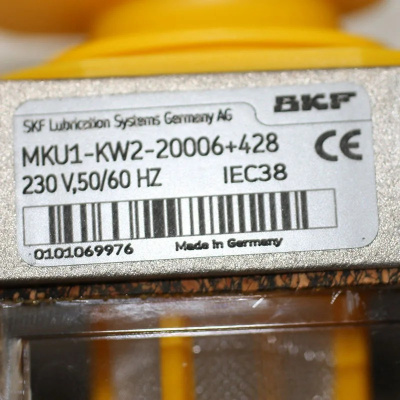 SKF Lubrication Systems Germany AG
SKF
MKU1-KW2-20006+428
CE
230 V,50/60 HZ IEC38
0101069976 Made in Germany